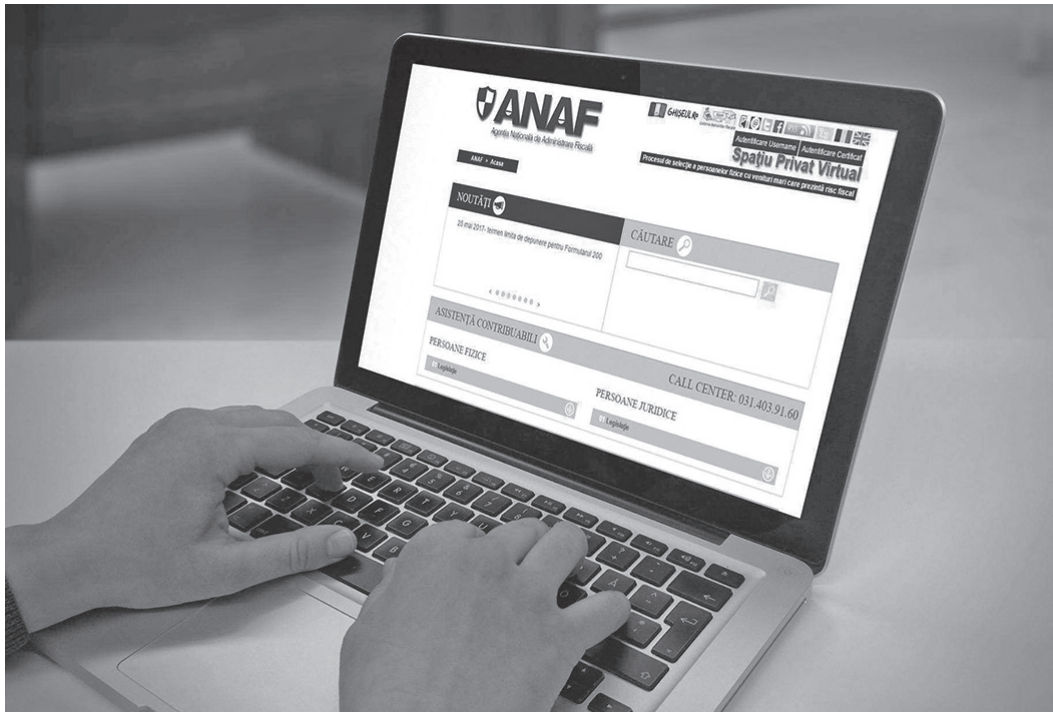 ANAF
Agenția Națională de Administrare Fiscală
GHIȘEUL.RO
Autentificare Username Autentificare Certificat
Spațiu Privat Virtual
Procesul de selecție a persoanelor fizice cu venituri mari care prezintă risc fiscal
ANAF > Acasa
NOUTĂȚI
25 mai 2017- termen limita de depunere pentru Formularul 200
CĂUTARE
ASISTENȚĂ CONTRIBUABILI
CALL CENTER: 031.403.91.60
PERSOANE FIZICE
01 Legislație
PERSOANE JURIDICE
01 Legislație